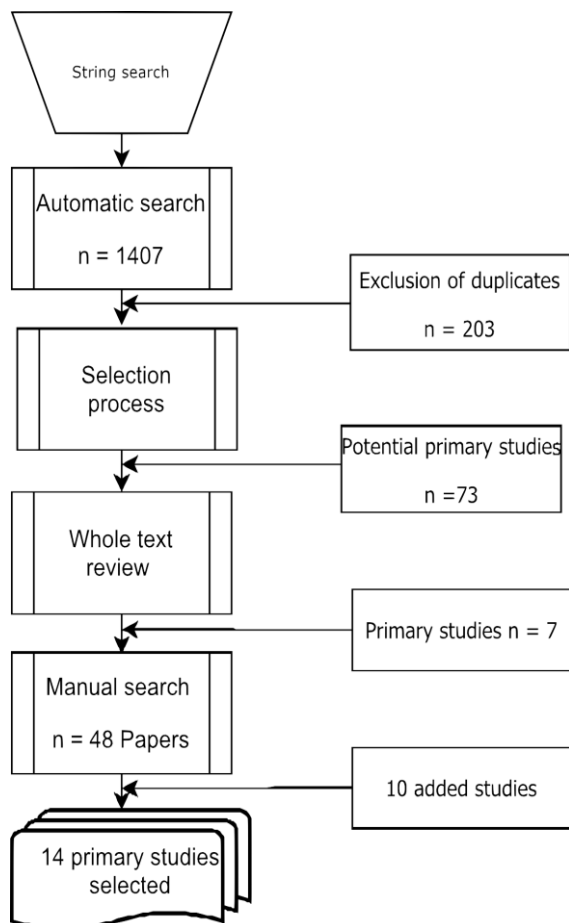 String search
Automatic search
n = 1407
Exclusion of duplicates
n = 203
Selection
process
Potential primary studies
n =73
Whole text
review
Primary studies n = 7
Manual search
n = 48 Papers
10 added studies
14 primary studies
selected